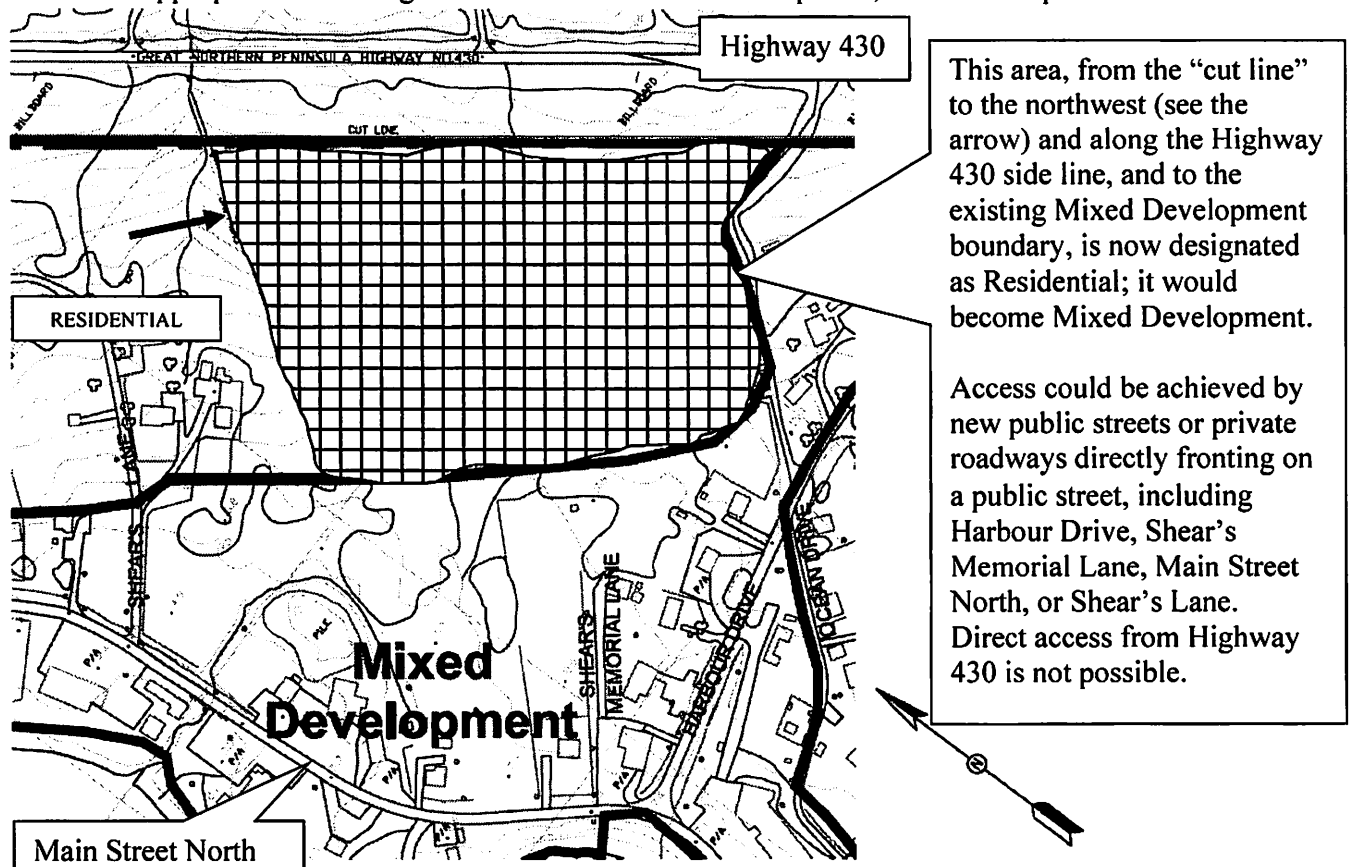 Highway 430
GREAT NORTHERN PENINSULA HIGHWAY NO.430
BILLBOARD
BILLBOARD
CUT LINE
This area, from the “cut line”
to the northwest (see the
arrow) and along the Highway
430 side line, and to the
existing Mixed Development
boundary, is now designated
as Residential; it would
become Mixed Development.
Access could be achieved by
new public streets or private
roadways directly fronting on
a public street, including
Harbour Drive, Shear’s
Memorial Lane, Main Street
North, or Shear’s Lane.
Direct access from Highway
430 is not possible.
RESIDENTIAL
SHEAR'S LANE
SHEAR'S
MEMORIAL LANE
HARBOUR DRIVE
OCEAN DRIVE
P/A
P/A
P/A
P/A
P/A
P/A
P/A
Mixed
Development
N
Main Street North